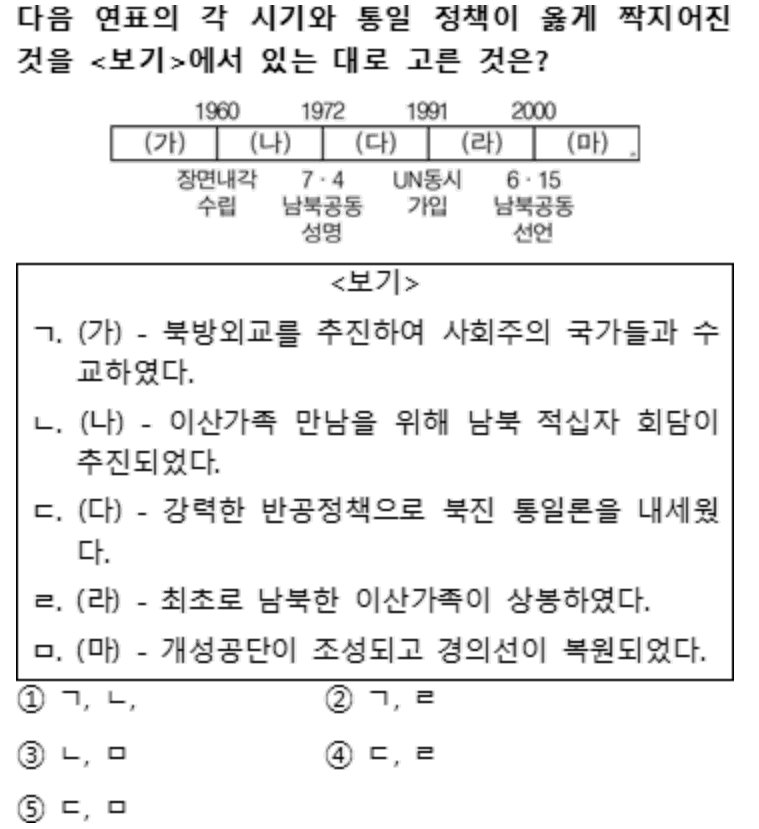 다음 연표의 각 시기와 통일 정책이 옳게 짝지어진
것을 <보기>에서 있는 대로 고른 것은?
1960 1972 1991 2000
(가) (나) (다) (라) (마)
장면내각 7·4 UN동시 6·15
수립 남북공동 가입 남북공동
성명 선언
<보기>
ㄱ. (가) - 북방외교를 추진하여 사회주의 국가들과 수
교하였다.
ㄴ. (나) - 이산가족 만남을 위해 남북 적십자 회담이
추진되었다.
ㄷ. (다) - 강력한 반공정책으로 북진 통일론을 내세웠
다.
ㄹ. (라) - 최초로 남북한 이산가족이 상봉하였다.
ㅁ. (마) - 개성공단이 조성되고 경의선이 복원되었다.
① ㄱ, ㄴ, ② ㄱ, ㄹ
③ ㄴ, ㅁ ④ ㄷ, ㄹ
⑤ ㄷ, ㅁ